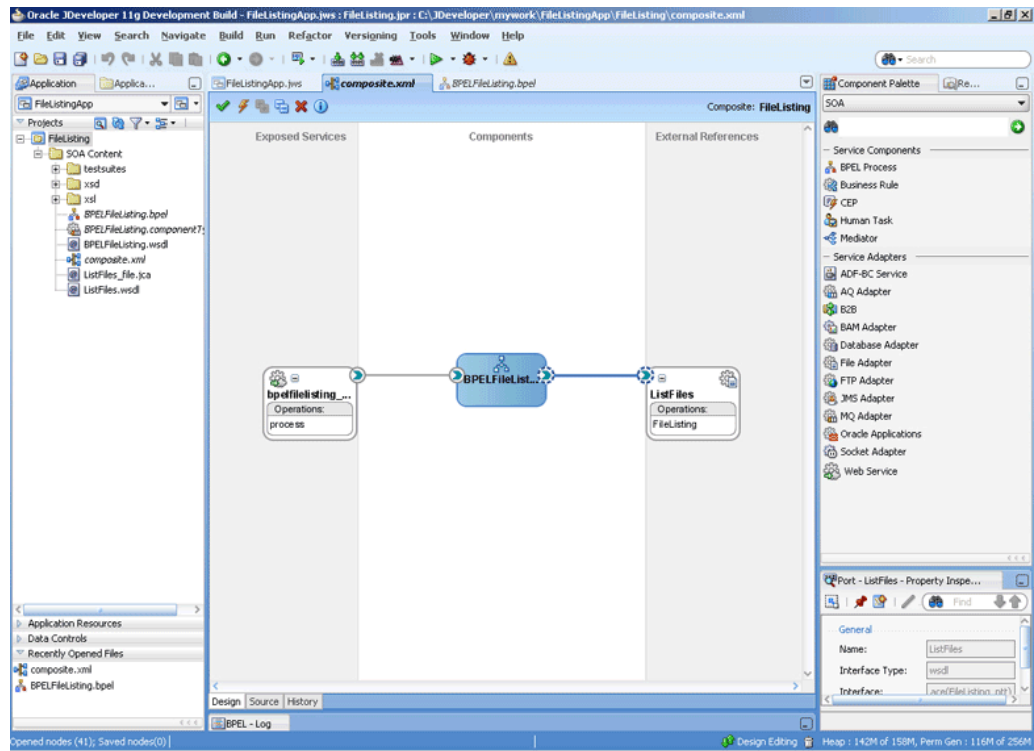 Oracle JDeveloper 11g Development Build - FileListingApp.jws : FileListing.jpr : C:\JDeveloper\mywork\FileListingApp\FileListing\composite.xml
File Edit View Search Navigate Build Run Refactor Versioning Tools Window Help
Search
Application Applica...
FileListingApp
Projects
FileListing
SOA Content
testsuites
xsd
xsl
BPELFileListing.bpel
BPELFileListing.componentTy
BPELFileListing.wsdl
composite.xml
ListFiles_file.jca
ListFiles.wsdl
Application Resources
Data Controls
Recently Opened Files
composite.xml
BPELFileListing.bpel
FileListingApp.jws composite.xml BPELFileListing.bpel
Composite: FileListing
Exposed Services Components External References
bpelfilelisting_...
Operations:
process
BPELFileList...
ListFiles
Operations:
FileListing
Design Source History
BPEL - Log
Component Palette Re...
SOA
Service Components
BPEL Process
Business Rule
CEP
Human Task
Mediator
Service Adapters
ADF-BC Service
AQ Adapter
B2B
BAM Adapter
Database Adapter
File Adapter
FTP Adapter
JMS Adapter
MQ Adapter
Oracle Applications
Socket Adapter
Web Service
Port - ListFiles - Property Inspe...
Find
General
Name: ListFiles
Interface Type: wsdl
Interface: ace(FileListing_ptt)
Opened nodes (41); Saved nodes(0) Design Editing Heap : 142M of 158M, Perm Gen : 116M of 256M